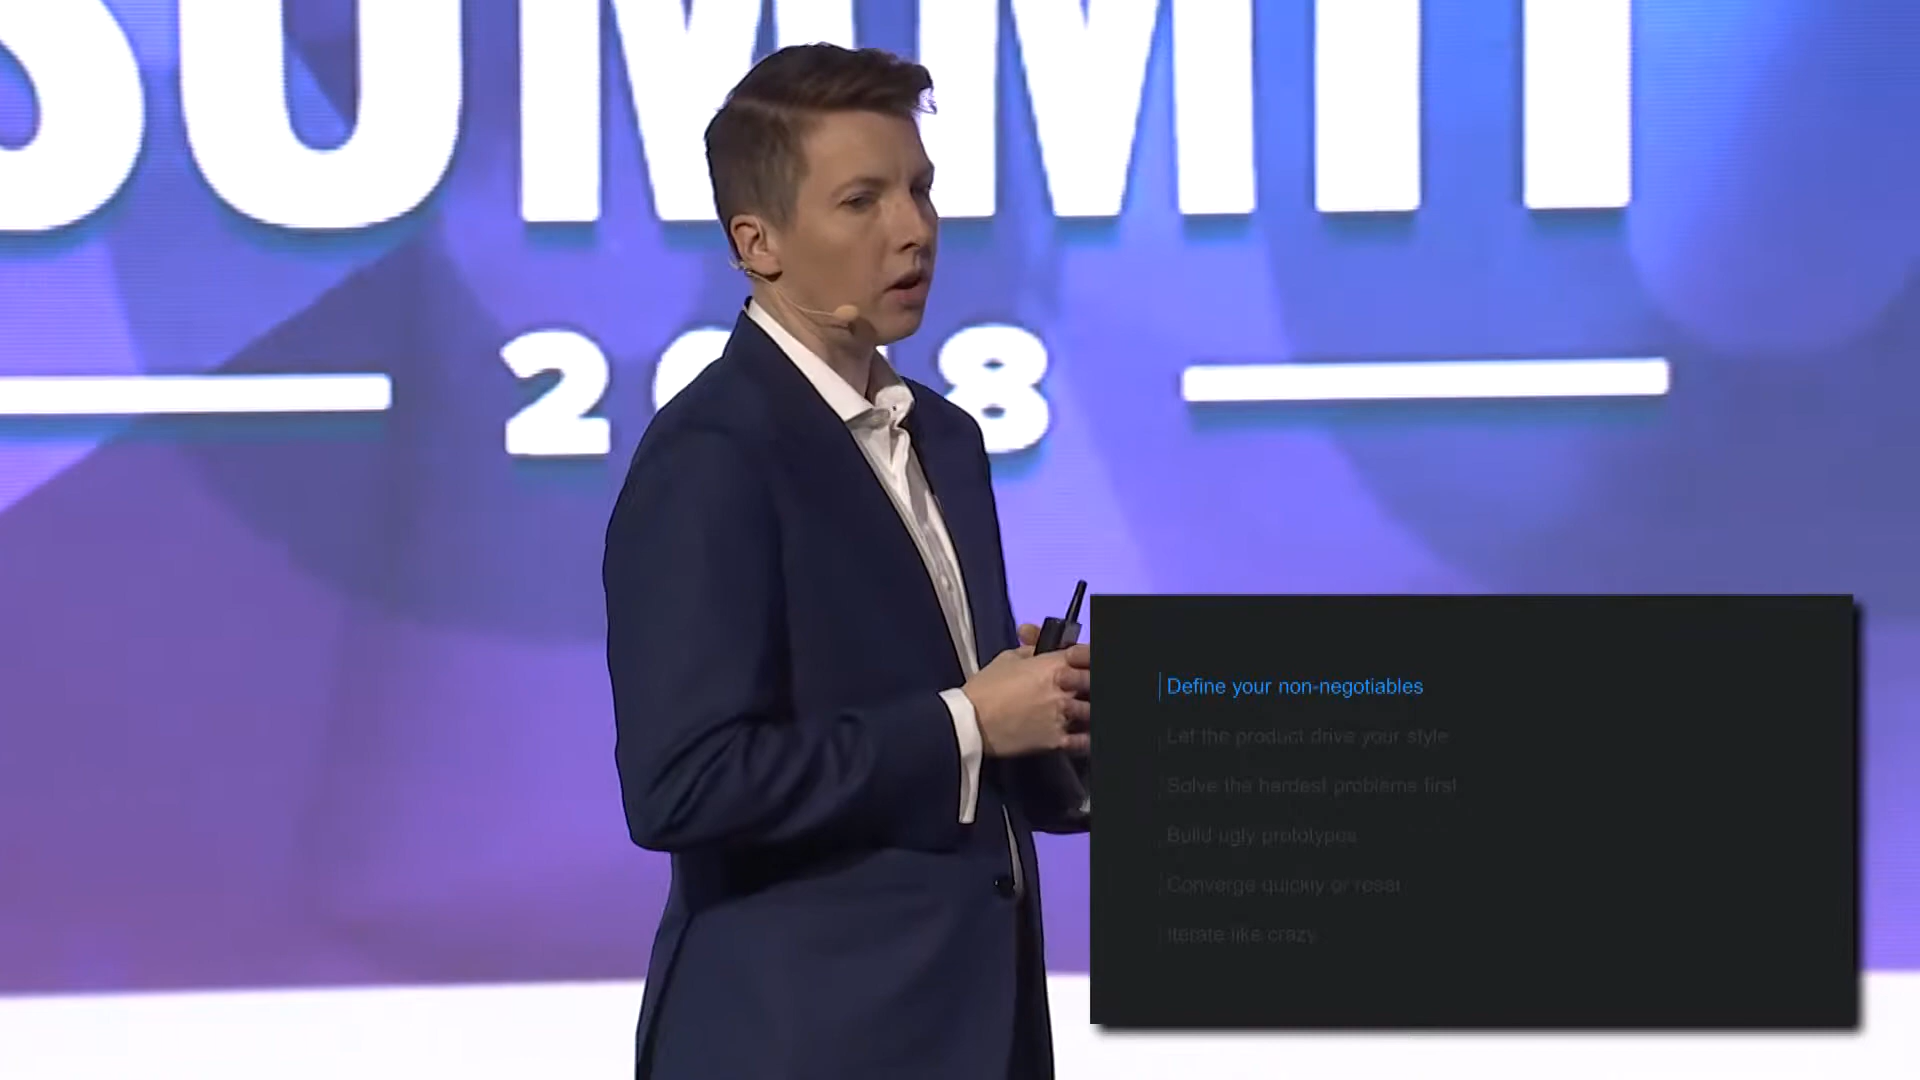 SUMMIT
2018
Define your non-negotiables
Let the product drive your style
Solve the hardest problems first
Build ugly prototypes
Converge quickly or reset
Iterate like crazy